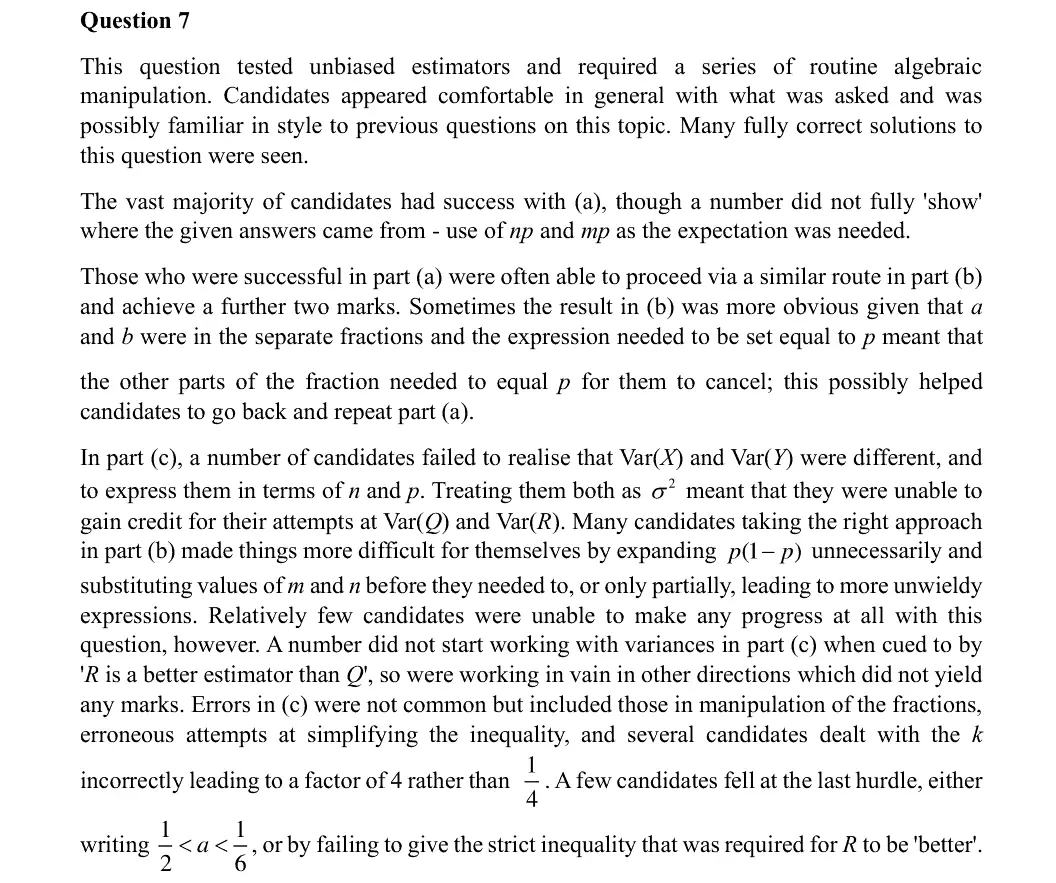 Question 7
This question tested unbiased estimators and required a series of routine algebraic
manipulation. Candidates appeared comfortable in general with what was asked and was
possibly familiar in style to previous questions on this topic. Many fully correct solutions to
this question were seen.
The vast majority of candidates had success with (a), though a number did not fully 'show'
where the given answers came from - use of np and mp as the expectation was needed.
Those who were successful in part (a) were often able to proceed via a similar route in part (b)
and achieve a further two marks. Sometimes the result in (b) was more obvious given that a
and b were in the separate fractions and the expression needed to be set equal to p meant that
the other parts of the fraction needed to equal p for them to cancel; this possibly helped
candidates to go back and repeat part (a).
In part (c), a number of candidates failed to realise that Var(X) and Var(Y) were different, and
to express them in terms of n and p. Treating them both as σ² meant that they were unable to
gain credit for their attempts at Var(Q) and Var(R). Many candidates taking the right approach
in part (b) made things more difficult for themselves by expanding p(1− p) unnecessarily and
substituting values of m and n before they needed to, or only partially, leading to more unwieldy
expressions. Relatively few candidates were unable to make any progress at all with this
question, however. A number did not start working with variances in part (c) when cued to by
'R is a better estimator than Q', so were working in vain in other directions which did not yield
any marks. Errors in (c) were not common but included those in manipulation of the fractions,
erroneous attempts at simplifying the inequality, and several candidates dealt with the k
incorrectly leading to a factor of 4 rather than 1/4 . A few candidates fell at the last hurdle, either
writing 1/2 < a < 1/6 , or by failing to give the strict inequality that was required for R to be 'better'.